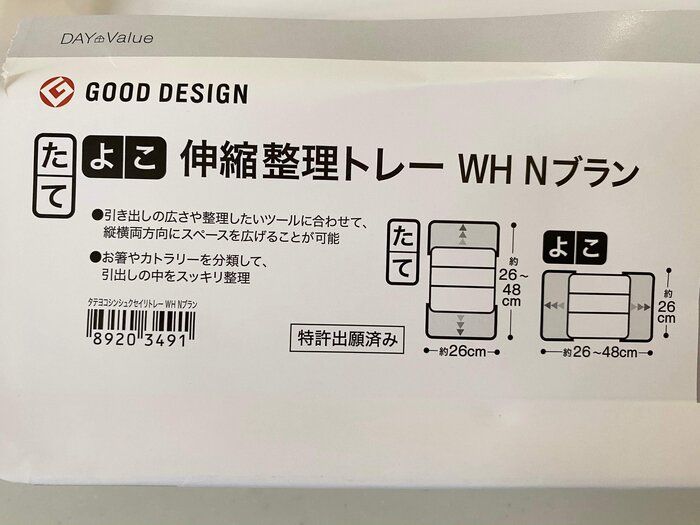 DAY Value
GOOD DESIGN
たて よこ 伸縮整理トレー WH Nブラン
●引き出しの広さや整理したいツールに合わせて、
縦横両方向にスペースを広げることが可能
●お箸やカトラリーを分類して、
引出しの中をスッキリ整理
タテヨコシンシュクセイリトレー WH Nブラン
8920 3491
特許出願済み
たて
約
26~
48
cm
約26cm
よこ
約
26
cm
約26~48cm